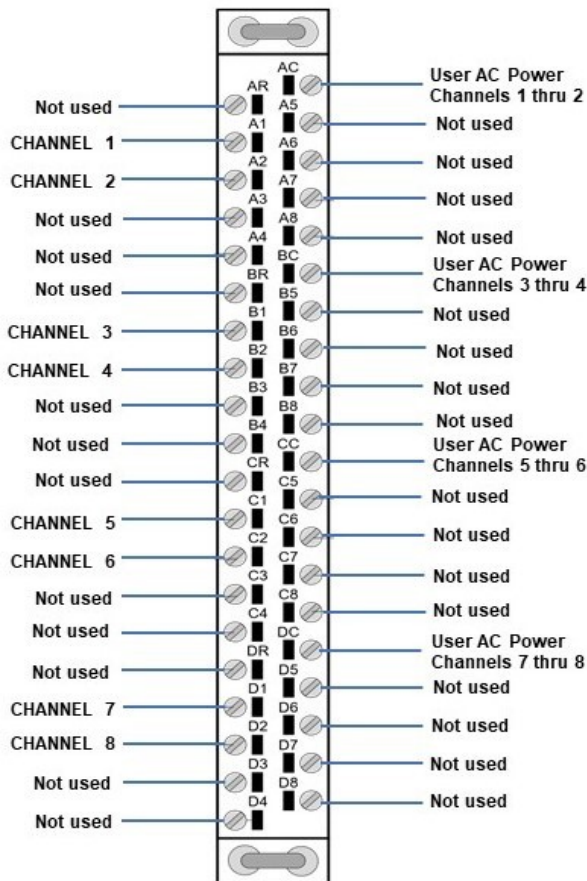 AC
User AC Power
Channels 1 thru 2
AR
Not used
A5
Not used
A1
CHANNEL 1
A6
Not used
A2
CHANNEL 2
A7
Not used
A3
Not used
A8
Not used
A4
Not used
BC
User AC Power
Channels 3 thru 4
BR
Not used
B5
Not used
B1
CHANNEL 3
B6
Not used
B2
CHANNEL 4
B7
Not used
B3
Not used
B8
Not used
B4
Not used
CC
User AC Power
Channels 5 thru 6
CR
Not used
C5
Not used
C1
CHANNEL 5
C6
Not used
C2
CHANNEL 6
C7
Not used
C3
Not used
C8
Not used
C4
Not used
DC
User AC Power
Channels 7 thru 8
DR
Not used
D5
Not used
D1
CHANNEL 7
D6
Not used
D2
CHANNEL 8
D7
Not used
D3
Not used
D8
Not used
D4
Not used